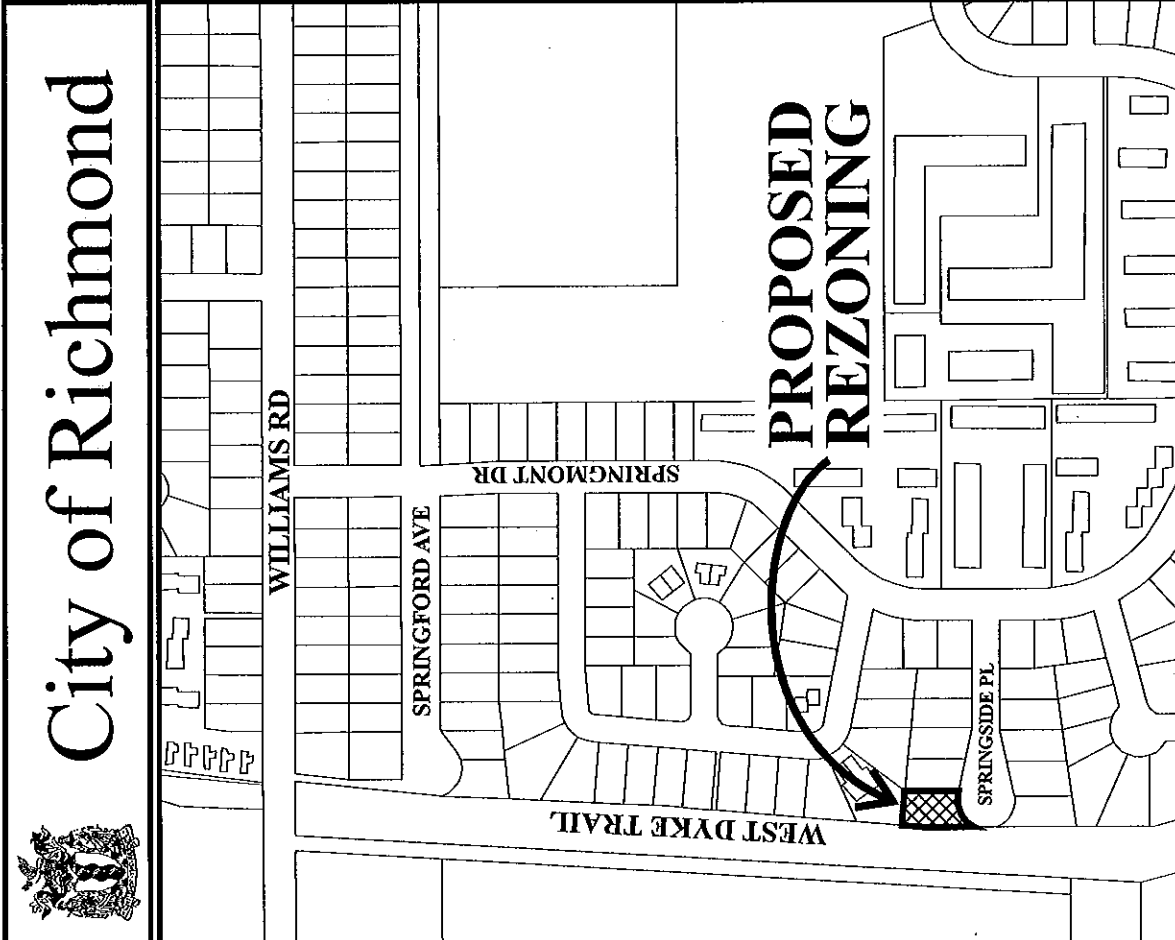 City of Richmond
WILLIAMS RD
SPRINGFORD AVE
SPRINGMONT DR
PROPOSED
REZONING
SPRINGSIDE PL
WEST DYKE TRAIL